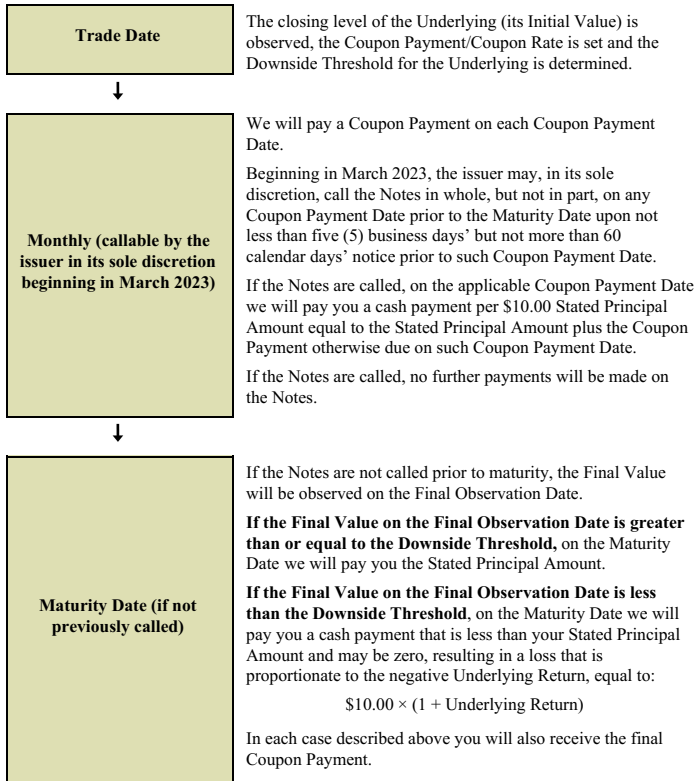 Trade Date
The closing level of the Underlying (its Initial Value) is
observed, the Coupon Payment/Coupon Rate is set and the
Downside Threshold for the Underlying is determined.
Monthly (callable by the
issuer in its sole discretion
beginning in March 2023)
We will pay a Coupon Payment on each Coupon Payment
Date.
Beginning in March 2023, the issuer may, in its sole
discretion, call the Notes in whole, but not in part, on any
Coupon Payment Date prior to the Maturity Date upon not
less than five (5) business days’ but not more than 60
calendar days’ notice prior to such Coupon Payment Date.
If the Notes are called, on the applicable Coupon Payment Date
we will pay you a cash payment per $10.00 Stated Principal
Amount equal to the Stated Principal Amount plus the Coupon
Payment otherwise due on such Coupon Payment Date.
If the Notes are called, no further payments will be made on
the Notes.
Maturity Date (if not
previously called)
If the Notes are not called prior to maturity, the Final Value
will be observed on the Final Observation Date.
If the Final Value on the Final Observation Date is greater
than or equal to the Downside Threshold, on the Maturity
Date we will pay you the Stated Principal Amount.
If the Final Value on the Final Observation Date is less
than the Downside Threshold, on the Maturity Date we will
pay you a cash payment that is less than your Stated Principal
Amount and may be zero, resulting in a loss that is
proportionate to the negative Underlying Return, equal to:
$10.00 × (1 + Underlying Return)
In each case described above you will also receive the final
Coupon Payment.